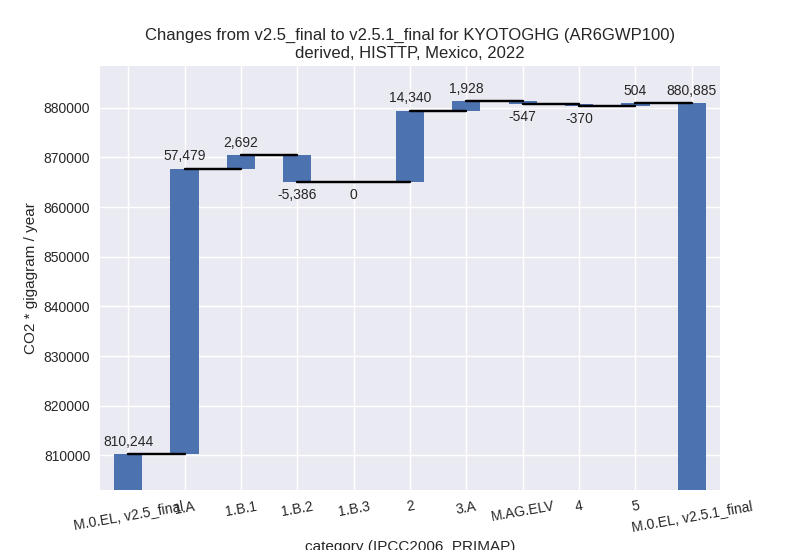 Changes from v2.5_final to v2.5.1_final for KYOTOGHG (AR6GWP100)
derived, HISTTP, Mexico, 2022
CO2 * gigagram / year
880000
870000
860000
850000
840000
830000
820000
810000
810,244
57,479
2,692
-5,386
0
14,340
1,928
-547
-370
504
880,885
M.0.EL, v2.5_final
1.A
1.B.1
1.B.2
1.B.3
2
3.A
M.AG.ELV
4
5
M.0.EL, v2.5.1_final
category (IPCC2006_PRIMAP)